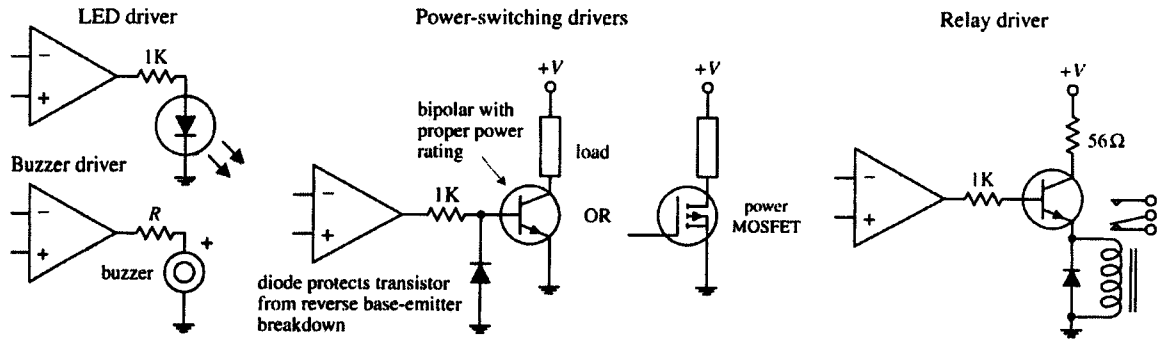 LED driver
−
+
1K
Buzzer driver
−
+
R
+
buzzer
Power-switching drivers
bipolar with
proper power
rating
+V
load
−
+
1K
OR
+V
power
MOSFET
diode protects transistor
from reverse base-emitter
breakdown
Relay driver
+V
56Ω
−
+
1K